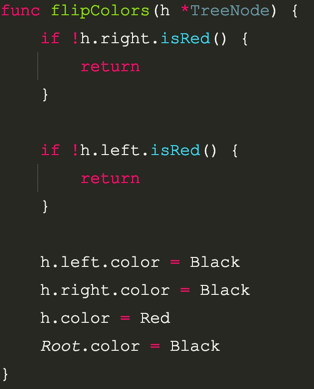 func flipColors(h *TreeNode) {
    if !h.right.isRed() {
        return
    }

    if !h.left.isRed() {
        return
    }

    h.left.color = Black
    h.right.color = Black
    h.color = Red
    Root.color = Black
}